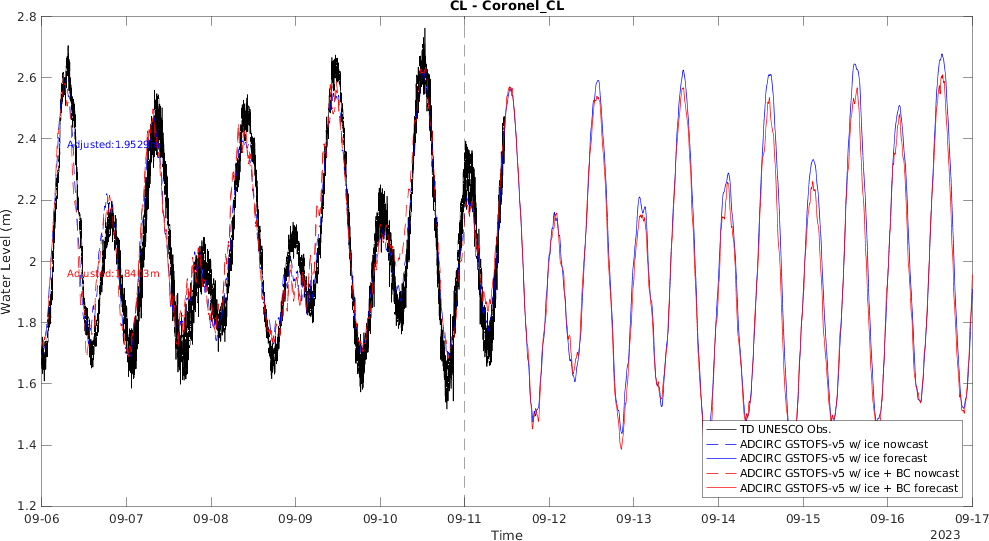 CL - Coronel_CL
2.8
2.6
2.4
2.2
2
1.8
1.6
1.4
1.2
Water Level (m)
Adjusted:1.9529
TD UNESCO Obs.
ADCIRC GSTOFS-v5 w/ ice nowcast
ADCIRC GSTOFS-v5 w/ ice forecast
ADCIRC GSTOFS-v5 w/ ice + BC nowcast
ADCIRC GSTOFS-v5 w/ ice + BC forecast
09-06 09-07 09-08 09-09 09-10 09-11 09-12 09-13 09-14 09-15 09-16 09-17
Time
2023